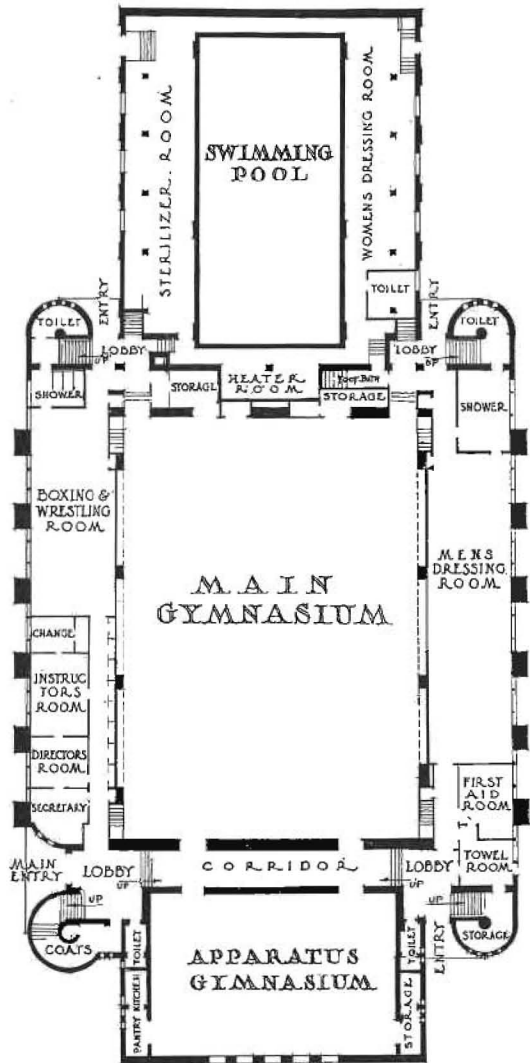 SWIMMING
POOL
STERILIZER ROOM
WOMENS DRESSING ROOM
TOILET
ENTRY
ENTRY
TOILET
TOILET
LOBBY
UP
LOBBY
UP
SHOWER
STORAGE
HEATER
ROOM
FOOT BATH
STORAGE
SHOWER
BOXING &
WRESTLING
ROOM
MENS
DRESSING
ROOM
MAIN
GYMNASIUM
CHANGE
INSTRUC
TORS
ROOM
DIRECTORS
ROOM
SECRETARY
FIRST
AID
ROOM
TOWEL
ROOM
MAIN
ENTRY
LOBBY
UP
CORRIDOR
LOBBY
UP
UP
UP
COATS
TOILET
APPARATUS
GYMNASIUM
TOILET
ENTRY
STORAGE
PANTRY KITCHEN
STORAGE